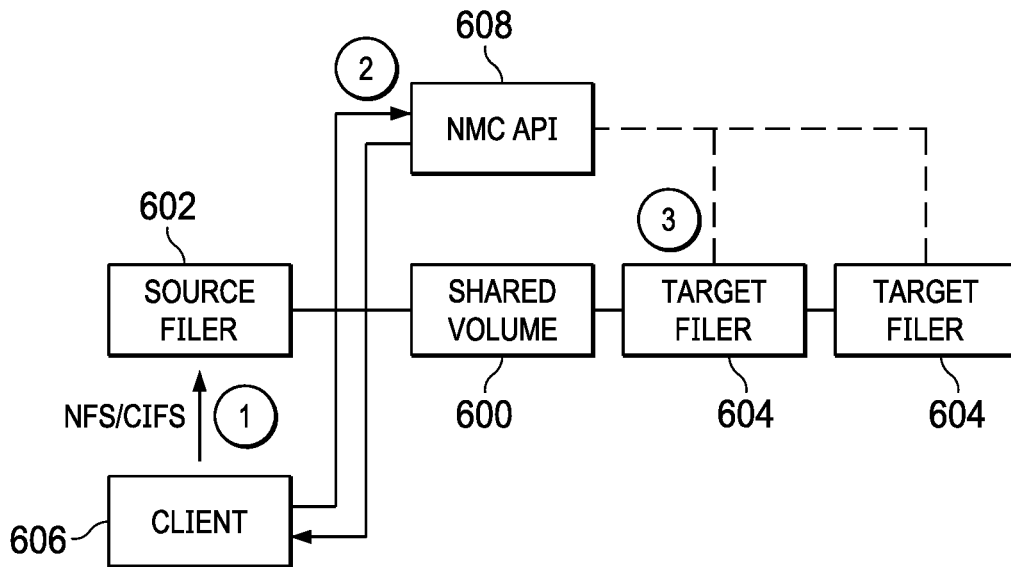 608
2
NMC API
602
3
SOURCE
FILER
SHARED
VOLUME
TARGET
FILER
TARGET
FILER
NFS/CIFS
1
600
604
604
606
CLIENT